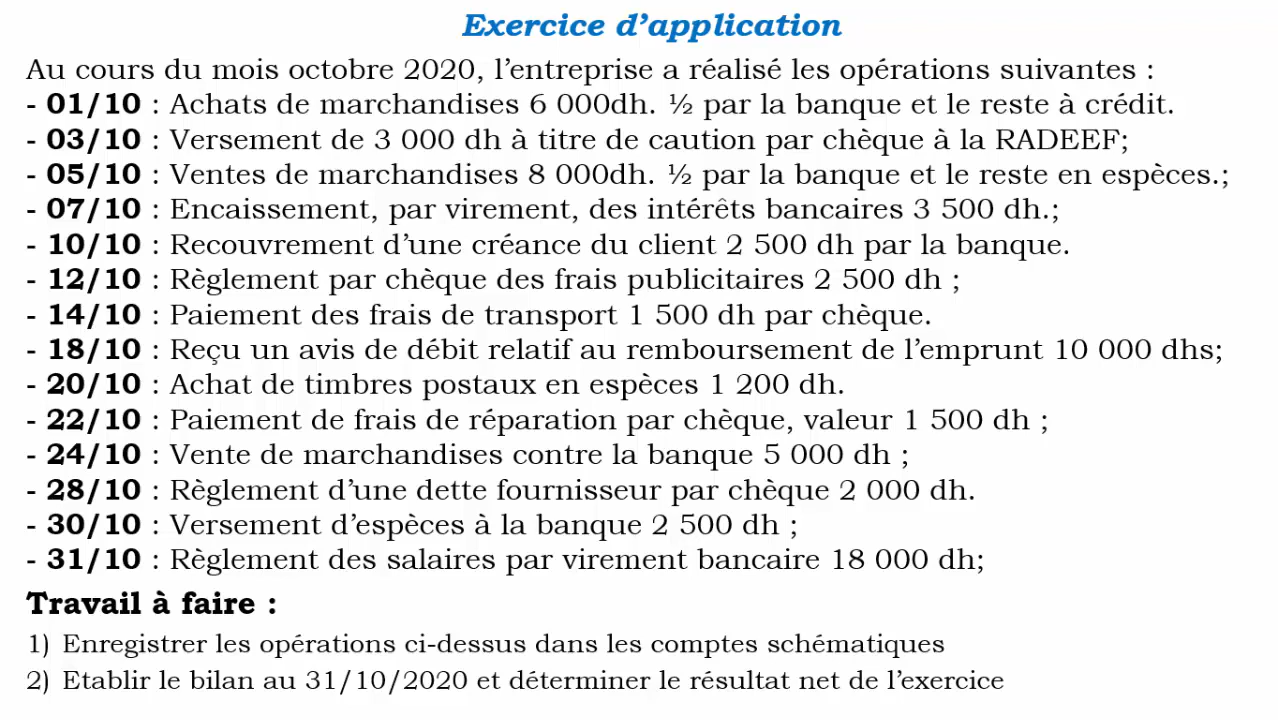 Exercice d'application
Au cours du mois octobre 2020, l'entreprise a réalisé les opérations suivantes :
- 01/10 : Achats de marchandises 6 000dh. ½ par la banque et le reste à crédit.
- 03/10 : Versement de 3 000 dh à titre de caution par chèque à la RADEEF;
- 05/10 : Ventes de marchandises 8 000dh. ½ par la banque et le reste en espèces.;
- 07/10 : Encaissement, par virement, des intérêts bancaires 3 500 dh.;
- 10/10 : Recouvrement d'une créance du client 2 500 dh par la banque.
- 12/10 : Règlement par chèque des frais publicitaires 2 500 dh ;
- 14/10 : Paiement des frais de transport 1 500 dh par chèque.
- 18/10 : Reçu un avis de débit relatif au remboursement de l'emprunt 10 000 dhs;
- 20/10 : Achat de timbres postaux en espèces 1 200 dh.
- 22/10 : Paiement de frais de réparation par chèque, valeur 1 500 dh ;
- 24/10 : Vente de marchandises contre la banque 5 000 dh ;
- 28/10 : Règlement d'une dette fournisseur par chèque 2 000 dh.
- 30/10 : Versement d'espèces à la banque 2 500 dh ;
- 31/10 : Règlement des salaires par virement bancaire 18 000 dh;
Travail à faire :
1) Enregistrer les opérations ci-dessus dans les comptes schématiques
2) Etablir le bilan au 31/10/2020 et déterminer le résultat net de l'exercice